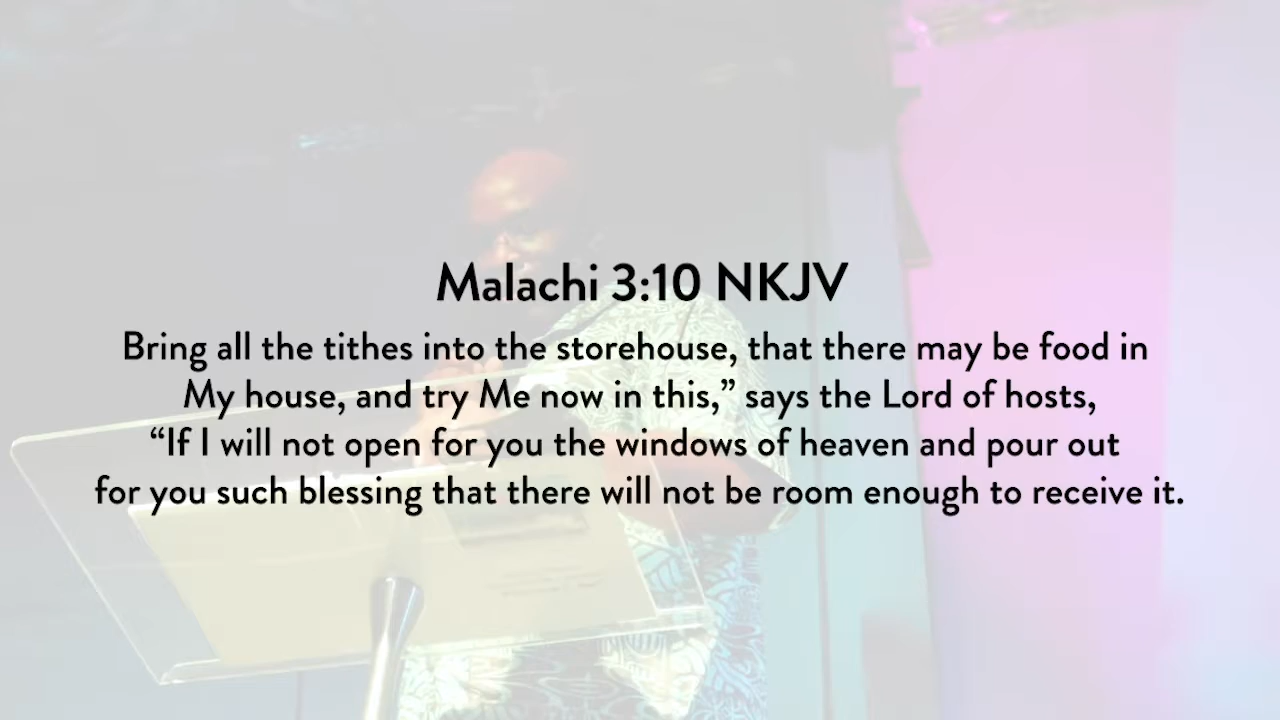 Malachi 3:10 NKJV
Bring all the tithes into the storehouse, that there may be food in
My house, and try Me now in this,” says the Lord of hosts,
“If I will not open for you the windows of heaven and pour out
for you such blessing that there will not be room enough to receive it.